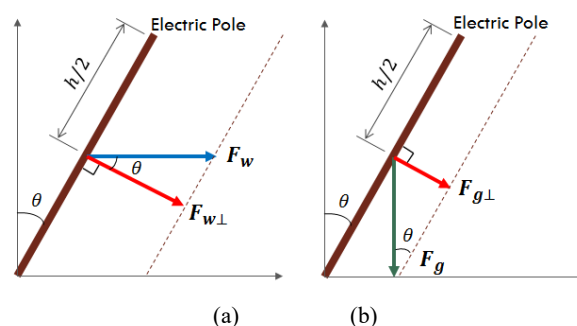 Electric Pole
h/2
θ
θ
F_w
F_w⊥
(a)
Electric Pole
h/2
θ
θ
F_g⊥
F_g
(b)